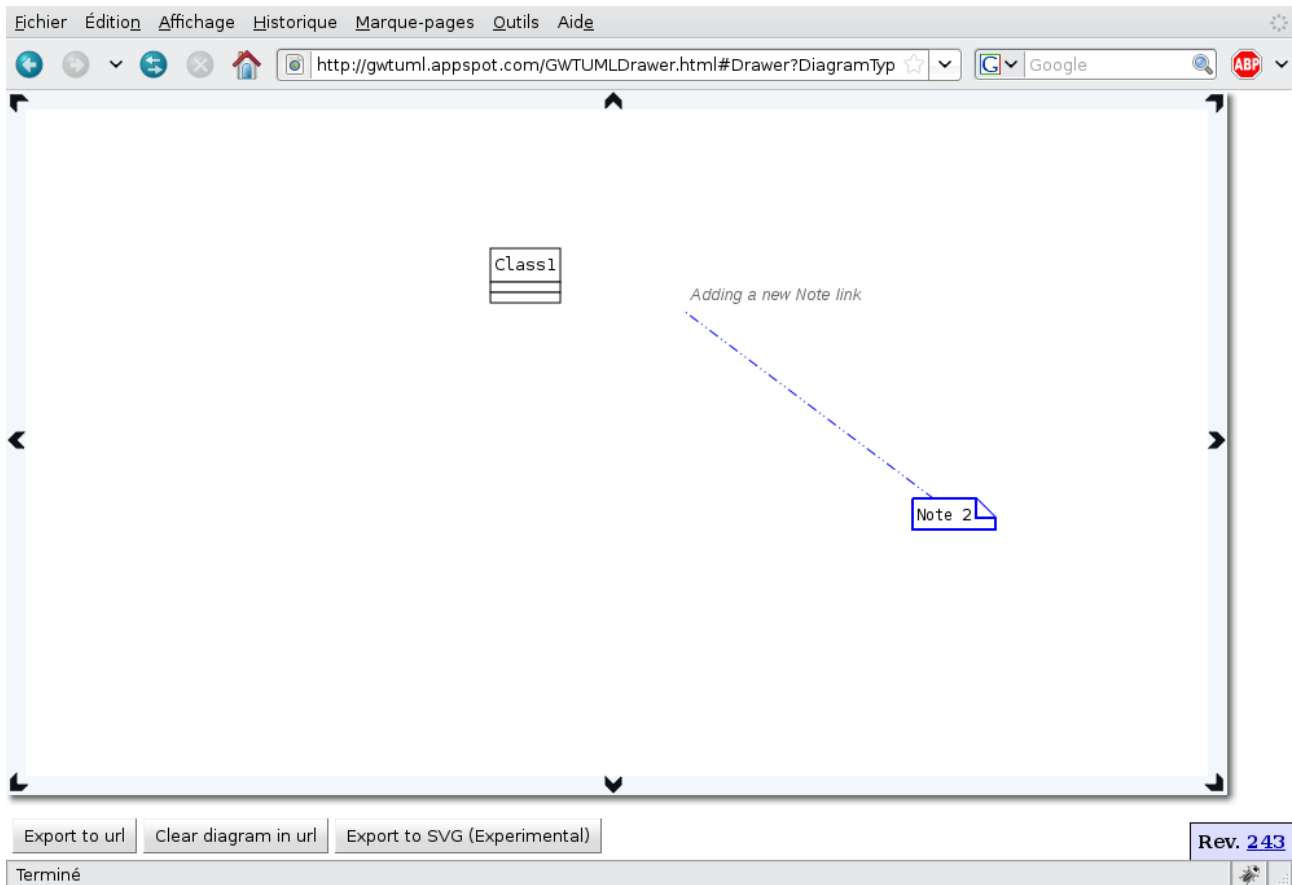 Fichier Édition Affichage Historique Marque-pages Outils Aide
http://gwtuml.appspot.com/GWTUMLDrawer.html#Drawer?DiagramTyp G Google ABP
Class1
Adding a new Note link
Note 2
Export to url Clear diagram in url Export to SVG (Experimental)
Rev. 243
Terminé